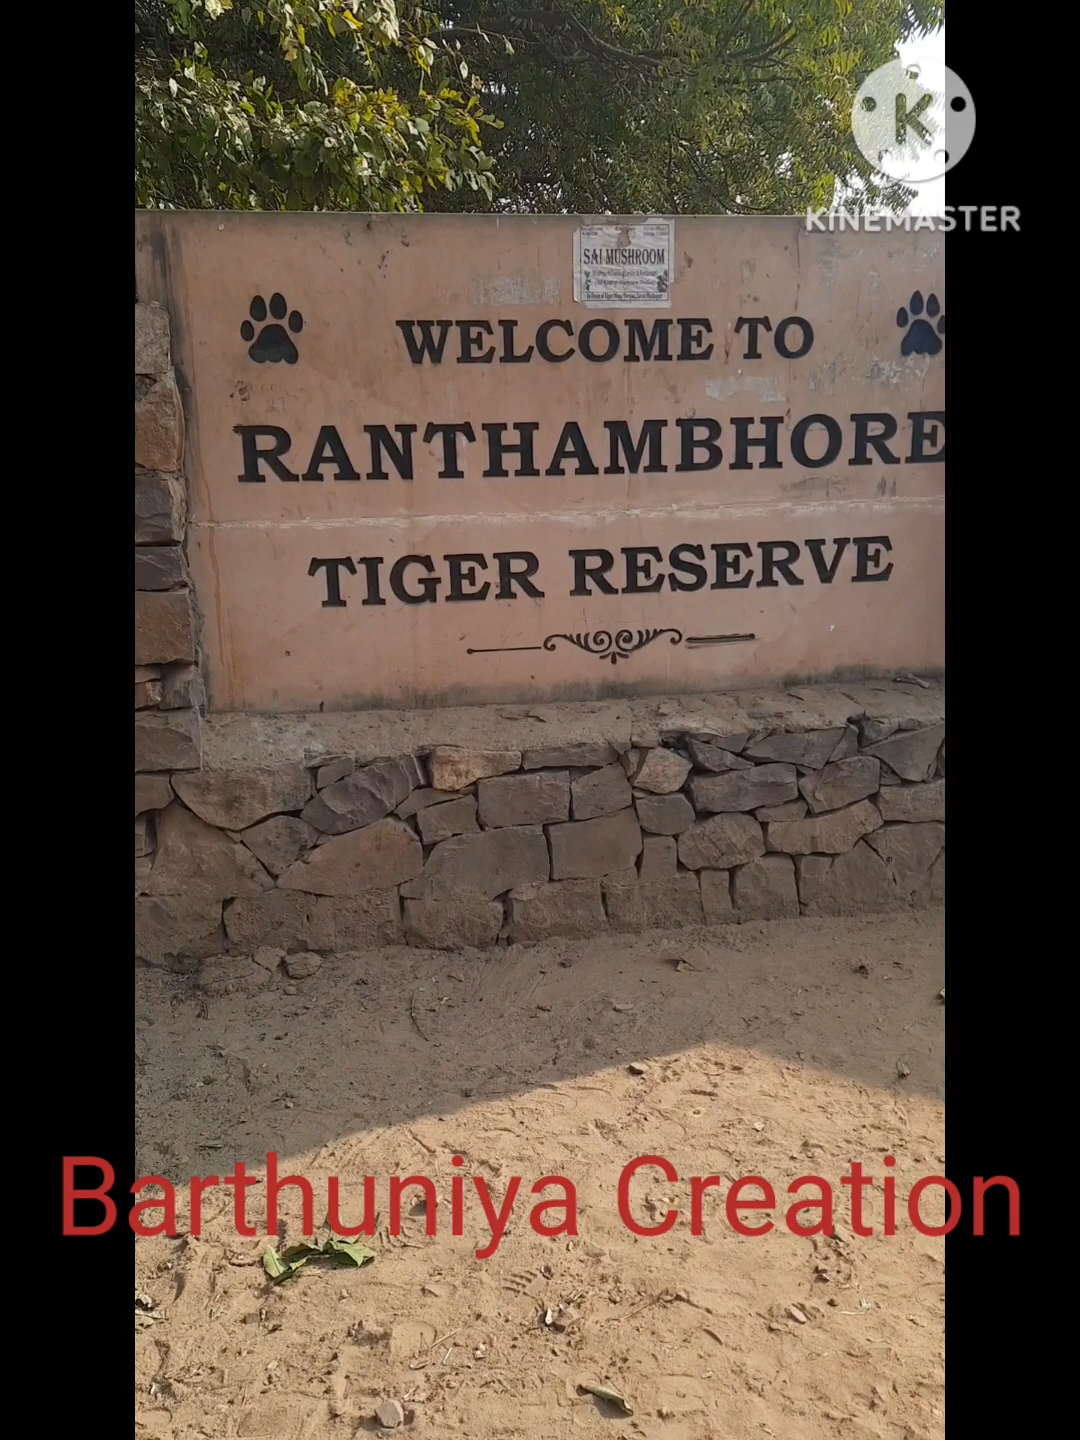 K
KINEMASTER
SAI MUSHROOM
WELCOME TO
RANTHAMBHORE
TIGER RESERVE
Barthuniya Creation